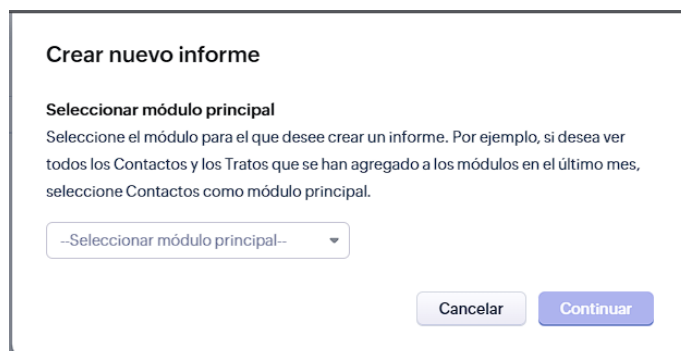 Crear nuevo informe
Seleccionar módulo principal
Seleccione el módulo para el que desee crear un informe. Por ejemplo, si desea ver
todos los Contactos y los Tratos que se han agregado a los módulos en el último mes,
seleccione Contactos como módulo principal.
--Seleccionar módulo principal--
Cancelar Continuar